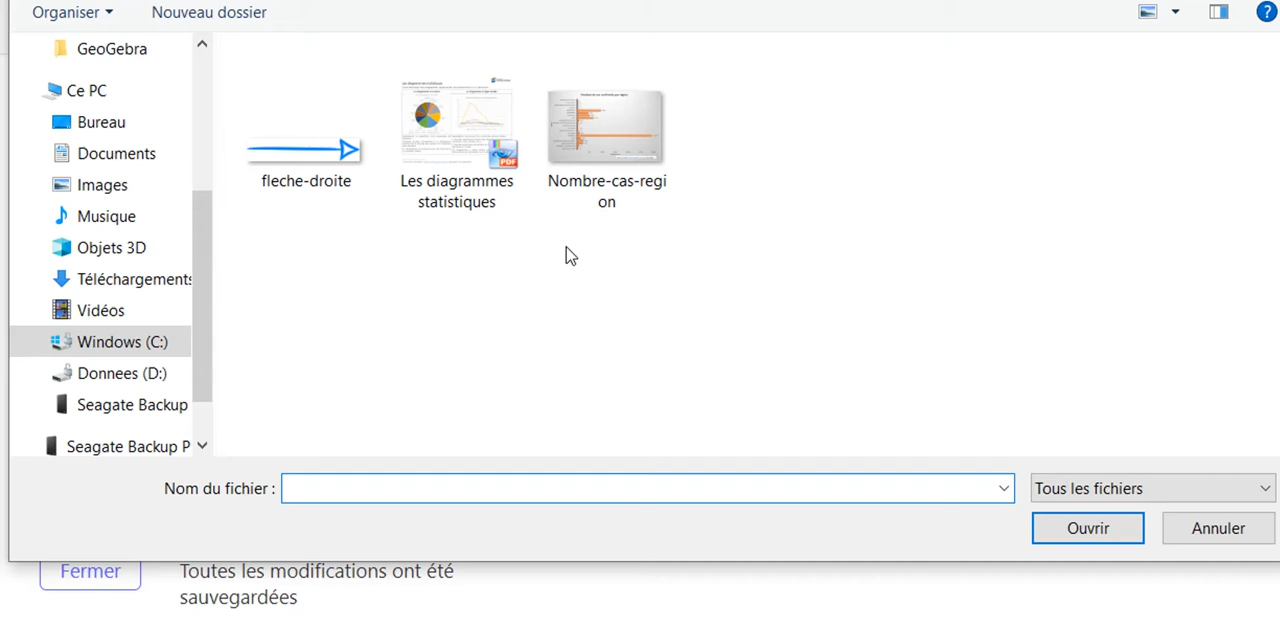 Organiser
Nouveau dossier
GeoGebra
Ce PC
Bureau
Documents
Images
Musique
Objets 3D
Téléchargements
Vidéos
Windows (C:)
Donnees (D:)
Seagate Backup
Seagate Backup P
fleche-droite
Les diagrammes
statistiques
PDF
Nombre-cas-regi
on
Nom du fichier :
Tous les fichiers
Ouvrir
Annuler
Fermer
Toutes les modifications ont été
sauvegardées